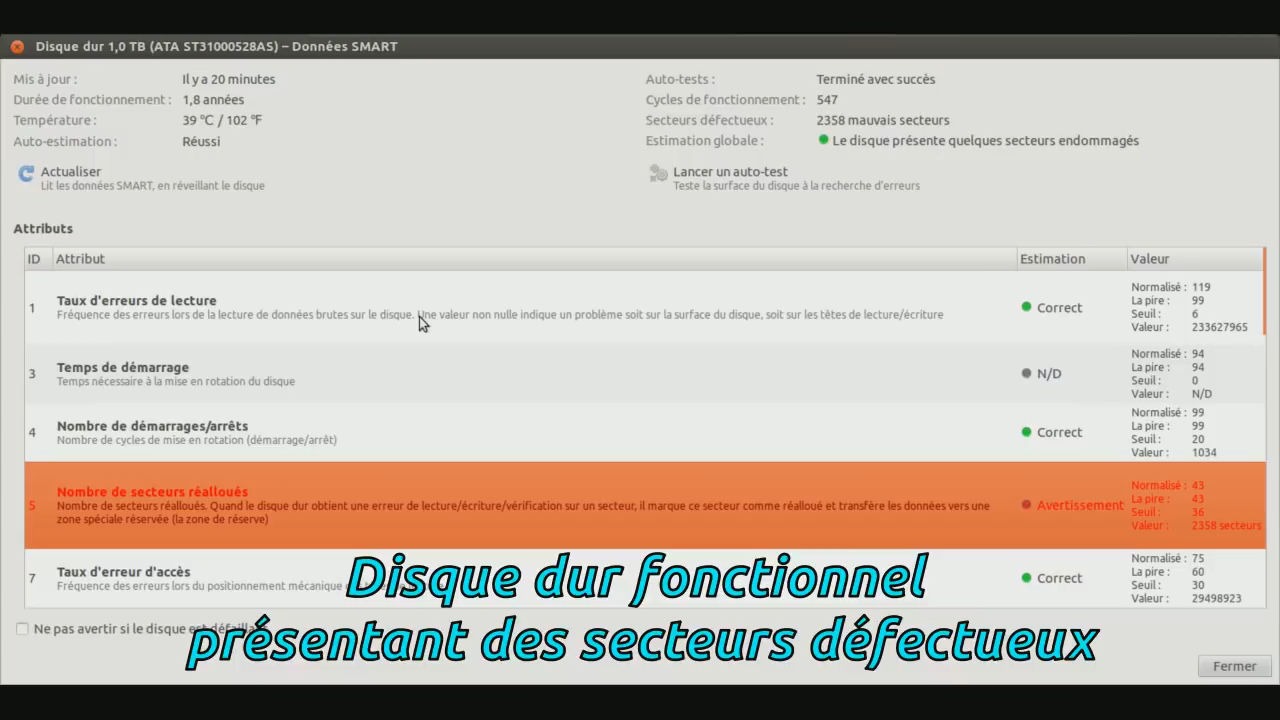 Disque dur 1,0 TB (ATA ST31000528AS) – Données SMART
Mis à jour : Il y a 20 minutes
Durée de fonctionnement : 1,8 années
Température : 39 °C / 102 °F
Auto-estimation : Réussi
Auto-tests : Terminé avec succès
Cycles de fonctionnement : 547
Secteurs défectueux : 2358 mauvais secteurs
Estimation globale : Le disque présente quelques secteurs endommagés
Actualiser
Lit les données SMART, en réveillant le disque
Lancer un auto-test
Teste la surface du disque à la recherche d'erreurs
Attributs
ID Attribut Estimation Valeur
1
Taux d'erreurs de lecture
Fréquence des erreurs lors de la lecture de données brutes sur le disque. Une valeur non nulle indique un problème soit sur la surface du disque, soit sur les têtes de lecture/écriture
Correct
Normalisé : 119
La pire : 99
Seuil : 6
Valeur : 233627965
3
Temps de démarrage
Temps nécessaire à la mise en rotation du disque
N/D
Normalisé : 94
La pire : 94
Seuil : 0
Valeur : N/D
4
Nombre de démarrages/arrêts
Nombre de cycles de mise en rotation (démarrage/arrêt)
Correct
Normalisé : 99
La pire : 99
Seuil : 20
Valeur : 1034
5
Nombre de secteurs réalloués
Nombre de secteurs réalloués. Quand le disque dur obtient une erreur de lecture/écriture/vérification sur un secteur, il marque ce secteur comme réalloué et transfère les données vers une
zone spéciale réservée (la zone de réserve)
Avertissement
Normalisé : 43
La pire : 43
Seuil : 36
Valeur : 2358 secteurs
7
Taux d'erreur d'accès
Fréquence des erreurs lors du positionnement mécanique
Correct
Normalisé : 75
La pire : 60
Seuil : 30
Valeur : 29498923
Ne pas avertir si le disque est
Fermer
Disque dur fonctionnel
présentant des secteurs défectueux